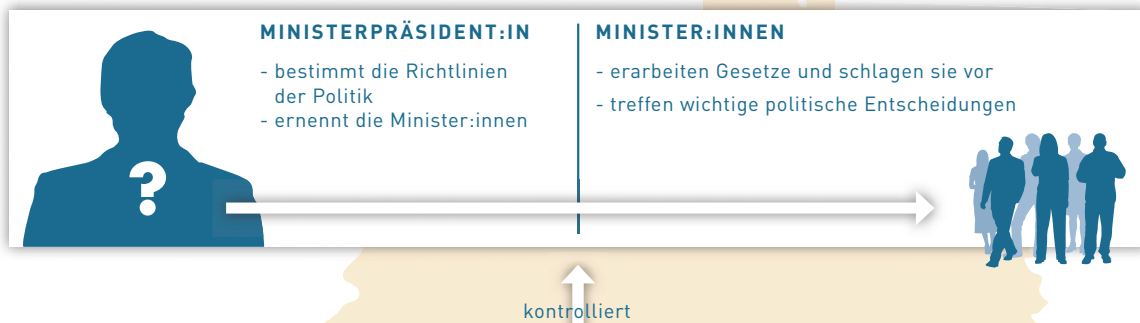 MINISTERPRÄSIDENT:IN
- bestimmt die Richtlinien
der Politik
- ernennt die Minister:innen
MINISTER:INNEN
- erarbeiten Gesetze und schlagen sie vor
- treffen wichtige politische Entscheidungen
?
kontrolliert